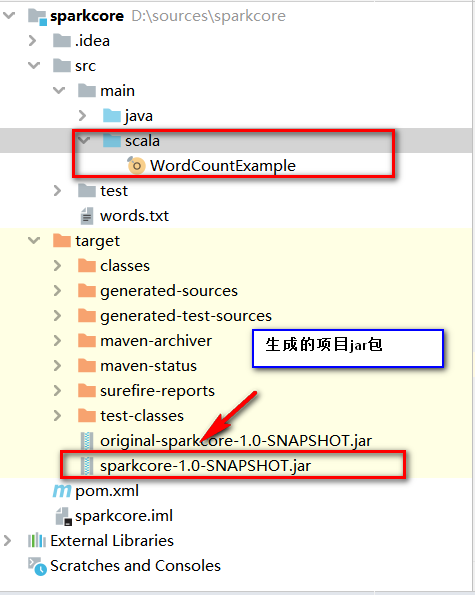 sparkcore D:\sources\sparkcore
.idea
src
main
java
scala
WordCountExample
test
words.txt
target
classes
generated-sources
generated-test-sources
maven-archiver
生成的项目jar包
maven-status
surefire-reports
test-classes
original-sparkcore-1.0-SNAPSHOT.jar
sparkcore-1.0-SNAPSHOT.jar
m pom.xml
sparkcore.iml
External Libraries
Scratches and Consoles